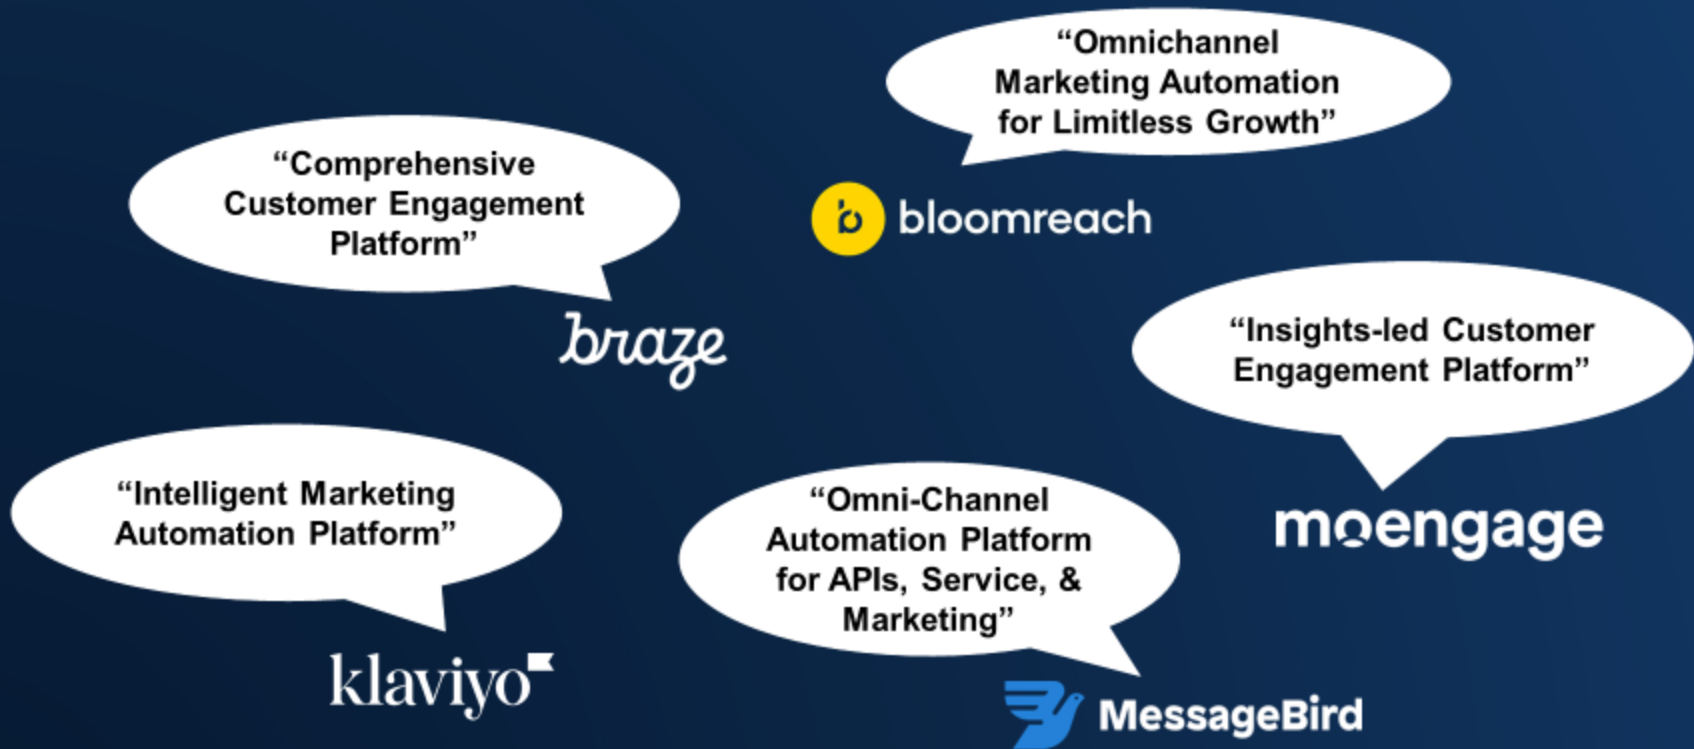 “Omnichannel
Marketing Automation
for Limitless Growth”
bloomreach
“Comprehensive
Customer Engagement
Platform”
braze
“Insights-led Customer
Engagement Platform”
moengage
“Intelligent Marketing
Automation Platform”
klaviyo
“Omni-Channel
Automation Platform
for APIs, Service, &
Marketing”
MessageBird